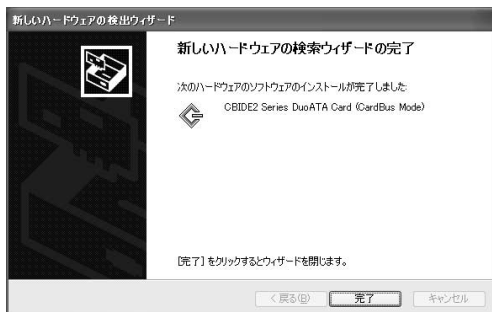 新しいハードウェアの検出ウィザード
新しいハードウェアの検索ウィザードの完了
次のハードウェアのソフトウェアのインストールが完了しました:
CBIDE2 Series DuoATA Card (CardBus Mode)
[完了] をクリックするとウィザードを閉じます。
< 戻る(B)
完了
キャンセル